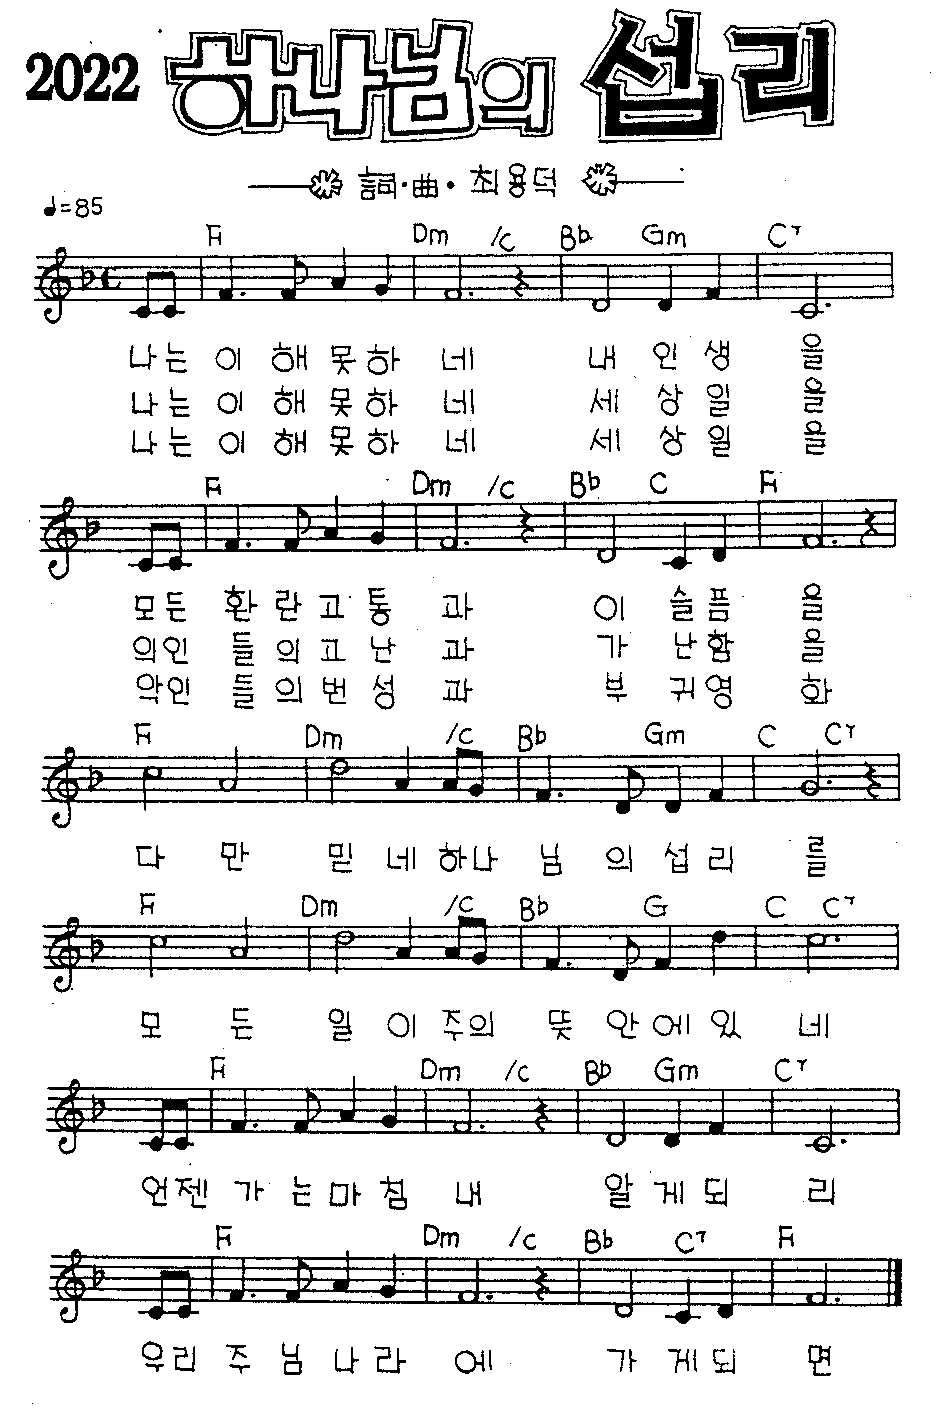 2022 하나님의 섭리
詞·曲·최용덕
♩=85
F Dm /C Bb Gm C7
나는 이 해 못 하 네 내 인 생 을
나는 이 해 못 하 네 세 상 일 을
나는 이 해 못 하 네 세 상 일 을
F Dm /C Bb C F
모든 환 란 고 통 과 이 슬 픔 을
의인 들 의 고 난 과 가 난 함 을
악인 들 의 번 성 과 부 귀 영 화
F Dm /C Bb Gm C C7
다 만 믿 네 하나 님 의 섭 리 를
F Dm /C Bb G C C7
모 든 일 이 주의 뜻 안 에 있 네
F Dm /C Bb Gm C7
언젠 가 는 마 침 내 알 게 되 리
F Dm /C Bb C7 F
우리 주 님 나 라 에 가 게 되 면